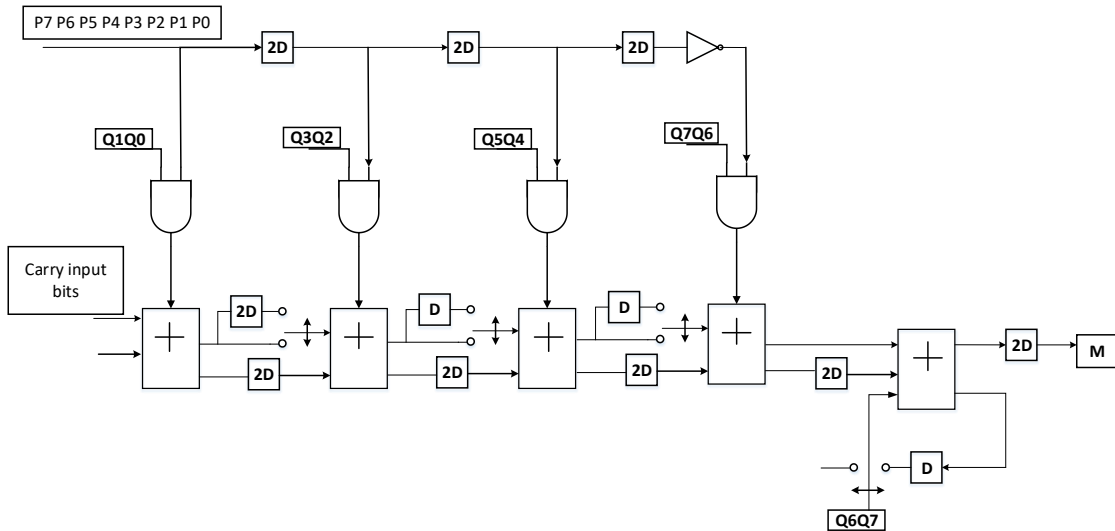 P7 P6 P5 P4 P3 P2 P1 P0
2D 2D 2D
Q1Q0 Q3Q2 Q5Q4 Q7Q6
Carry input
bits
2D D D
2D M
2D 2D 2D 2D
D
Q6Q7